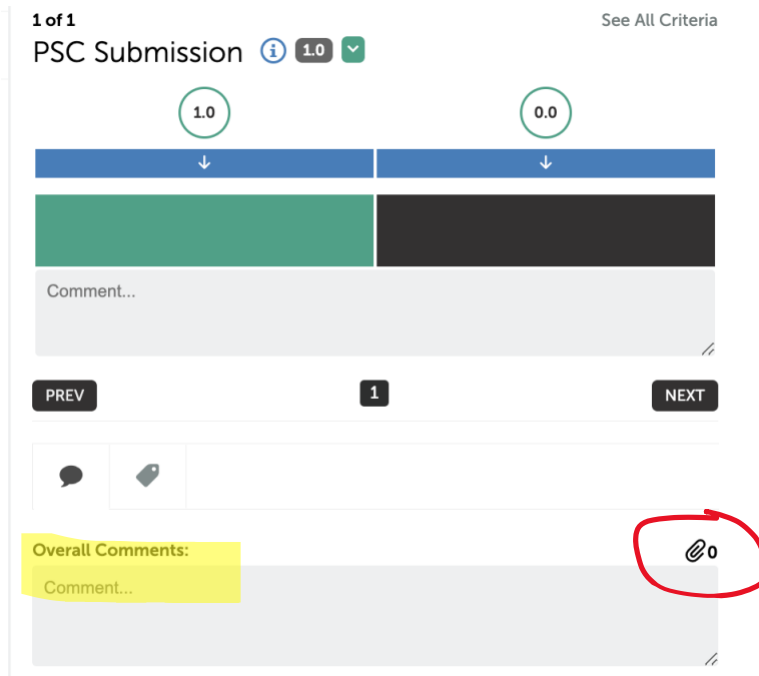 1 of 1 See All Criteria
PSC Submission i 1.0
1.0 0.0
Comment...
PREV 1 NEXT
Overall Comments: 0
Comment...